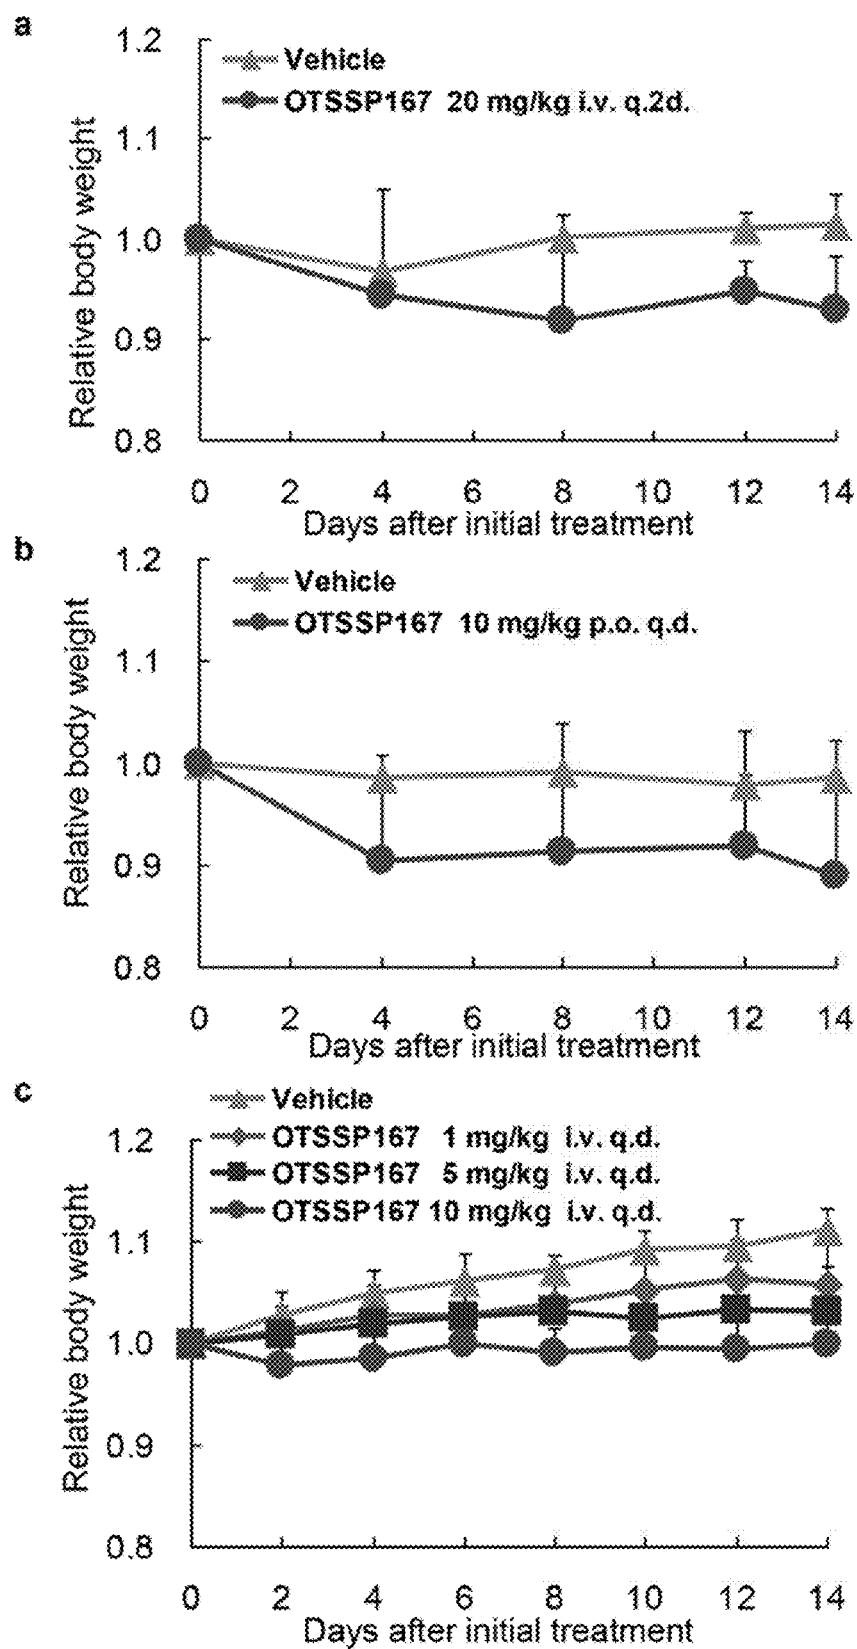 a
1.2
Vehicle
OTSSP167 20 mg/kg i.v. q.2d.
1.1
1.0
0.9
0.8
Relative body weight
0 2 4 6 8 10 12 14
Days after initial treatment
b
1.2
Vehicle
OTSSP167 10 mg/kg p.o. q.d.
1.1
1.0
0.9
0.8
Relative body weight
0 2 4 6 8 10 12 14
Days after initial treatment
c
Vehicle
1.2
OTSSP167 1 mg/kg i.v. q.d.
OTSSP167 5 mg/kg i.v. q.d.
OTSSP167 10 mg/kg i.v. q.d.
1.1
1.0
0.9
0.8
Relative body weight
0 2 4 6 8 10 12 14
Days after initial treatment